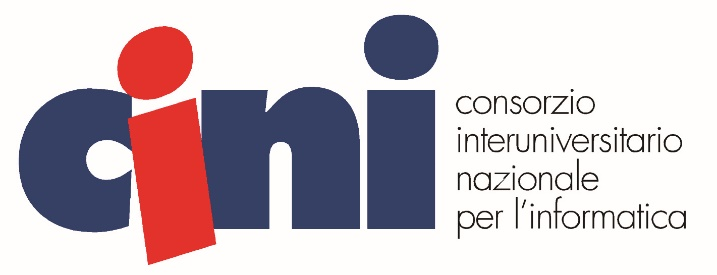 cini
consorzio
interuniversitario
nazionale
per l'informatica